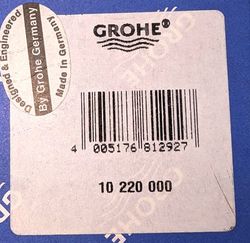 GROHE®
Designed & Engineered
By Grohe Germany
Made in Germany
4 005176 812927
10 220 000